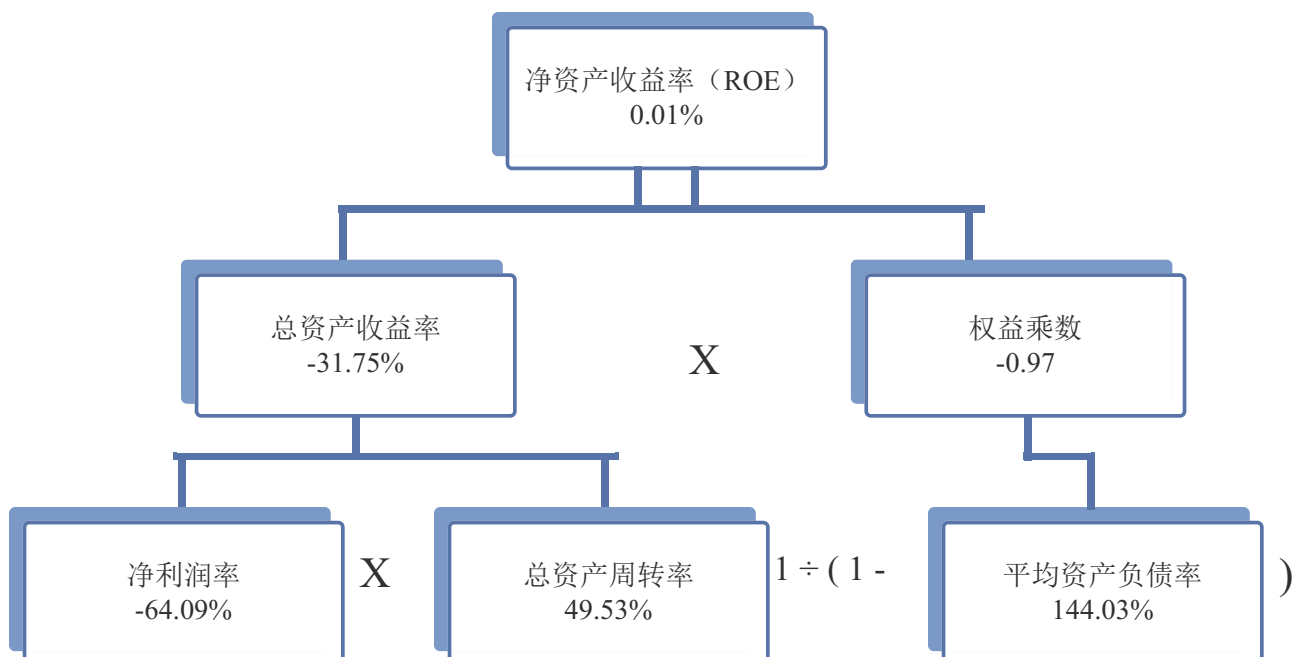 净资产收益率（ROE）
0.01%
总资产收益率
-31.75%
X
权益乘数
-0.97
净利润率
-64.09%
X
总资产周转率
49.53%
1 ÷ ( 1 -
平均资产负债率
144.03%
)